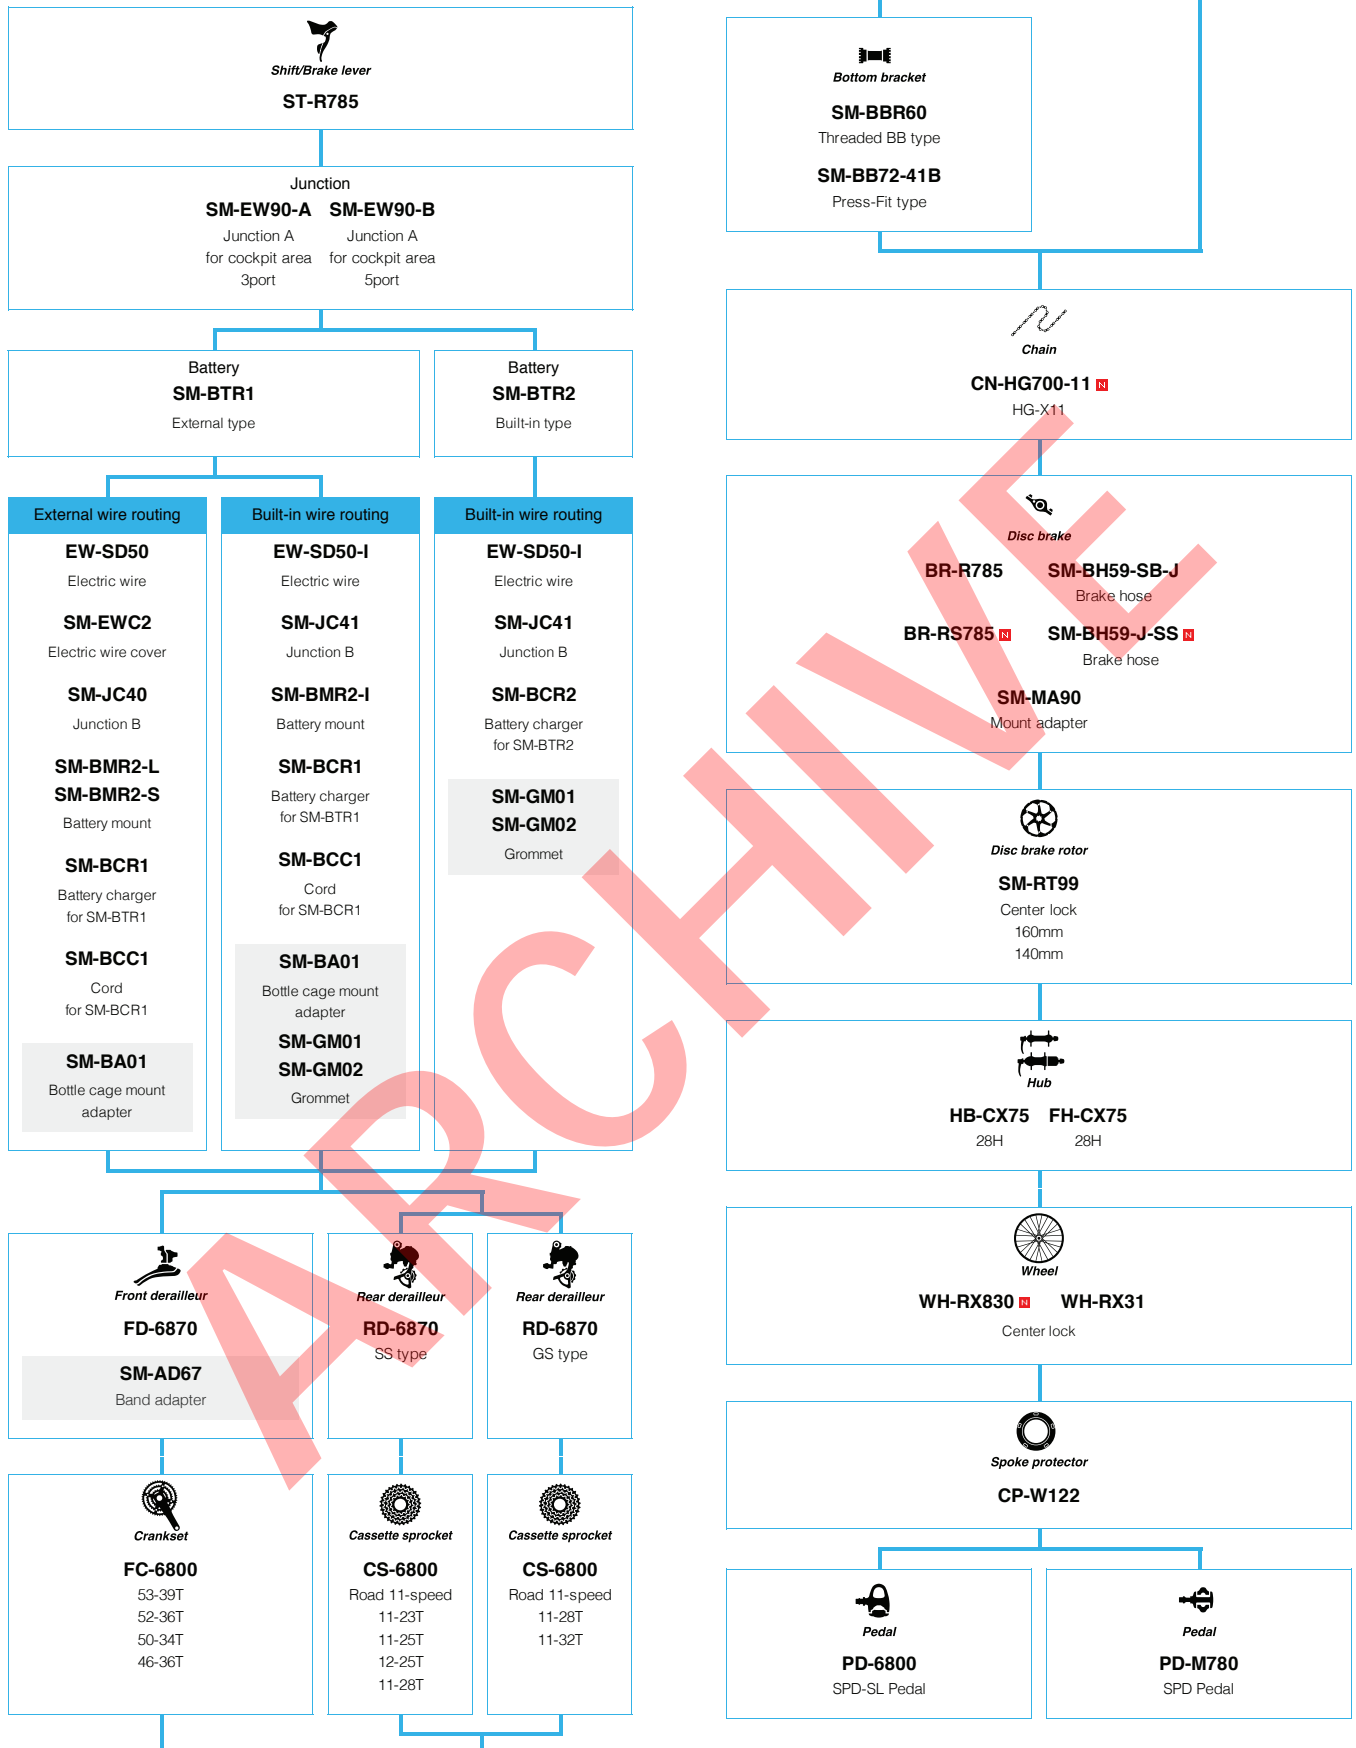 Shift/Brake lever
ST-R785
Junction
SM-EW90-A SM-EW90-B
Junction A Junction A
for cockpit area for cockpit area
3port 5port
Battery
SM-BTR1
External type
Battery
SM-BTR2
Built-in type
External wire routing
EW-SD50
Electric wire
SM-EWC2
Electric wire cover
SM-JC40
Junction B
SM-BMR2-L
SM-BMR2-S
Battery mount
SM-BCR1
Battery charger
for SM-BTR1
SM-BCC1
Cord
for SM-BCR1
SM-BA01
Bottle cage mount
adapter
Built-in wire routing
EW-SD50-I
Electric wire
SM-JC41
Junction B
SM-BMR2-I
Battery mount
SM-BCR1
Battery charger
for SM-BTR1
SM-BCC1
Cord
for SM-BCR1
SM-BA01
Bottle cage mount
adapter
SM-GM01
SM-GM02
Grommet
Built-in wire routing
EW-SD50-I
Electric wire
SM-JC41
Junction B
SM-BCR2
Battery charger
for SM-BTR2
SM-GM01
SM-GM02
Grommet
Front derailleur
FD-6870
SM-AD67
Band adapter
Rear derailleur
RD-6870
SS type
Rear derailleur
RD-6870
GS type
Crankset
FC-6800
53-39T
52-36T
50-34T
46-36T
Cassette sprocket
CS-6800
Road 11-speed
11-23T
11-25T
12-25T
11-28T
Cassette sprocket
CS-6800
Road 11-speed
11-28T
11-32T
Bottom bracket
SM-BBR60
Threaded BB type
SM-BB72-41B
Press-Fit type
Chain
CN-HG700-11 N
HG-X11
Disc brake
BR-R785 SM-BH59-SB-J
Brake hose
BR-RS785 N SM-BH59-J-SS N
Brake hose
SM-MA90
Mount adapter
Disc brake rotor
SM-RT99
Center lock
160mm
140mm
Hub
HB-CX75 FH-CX75
28H 28H
Wheel
WH-RX830 N WH-RX31
Center lock
Spoke protector
CP-W122
Pedal
PD-6800
SPD-SL Pedal
Pedal
PD-M780
SPD Pedal
ARCHIVE